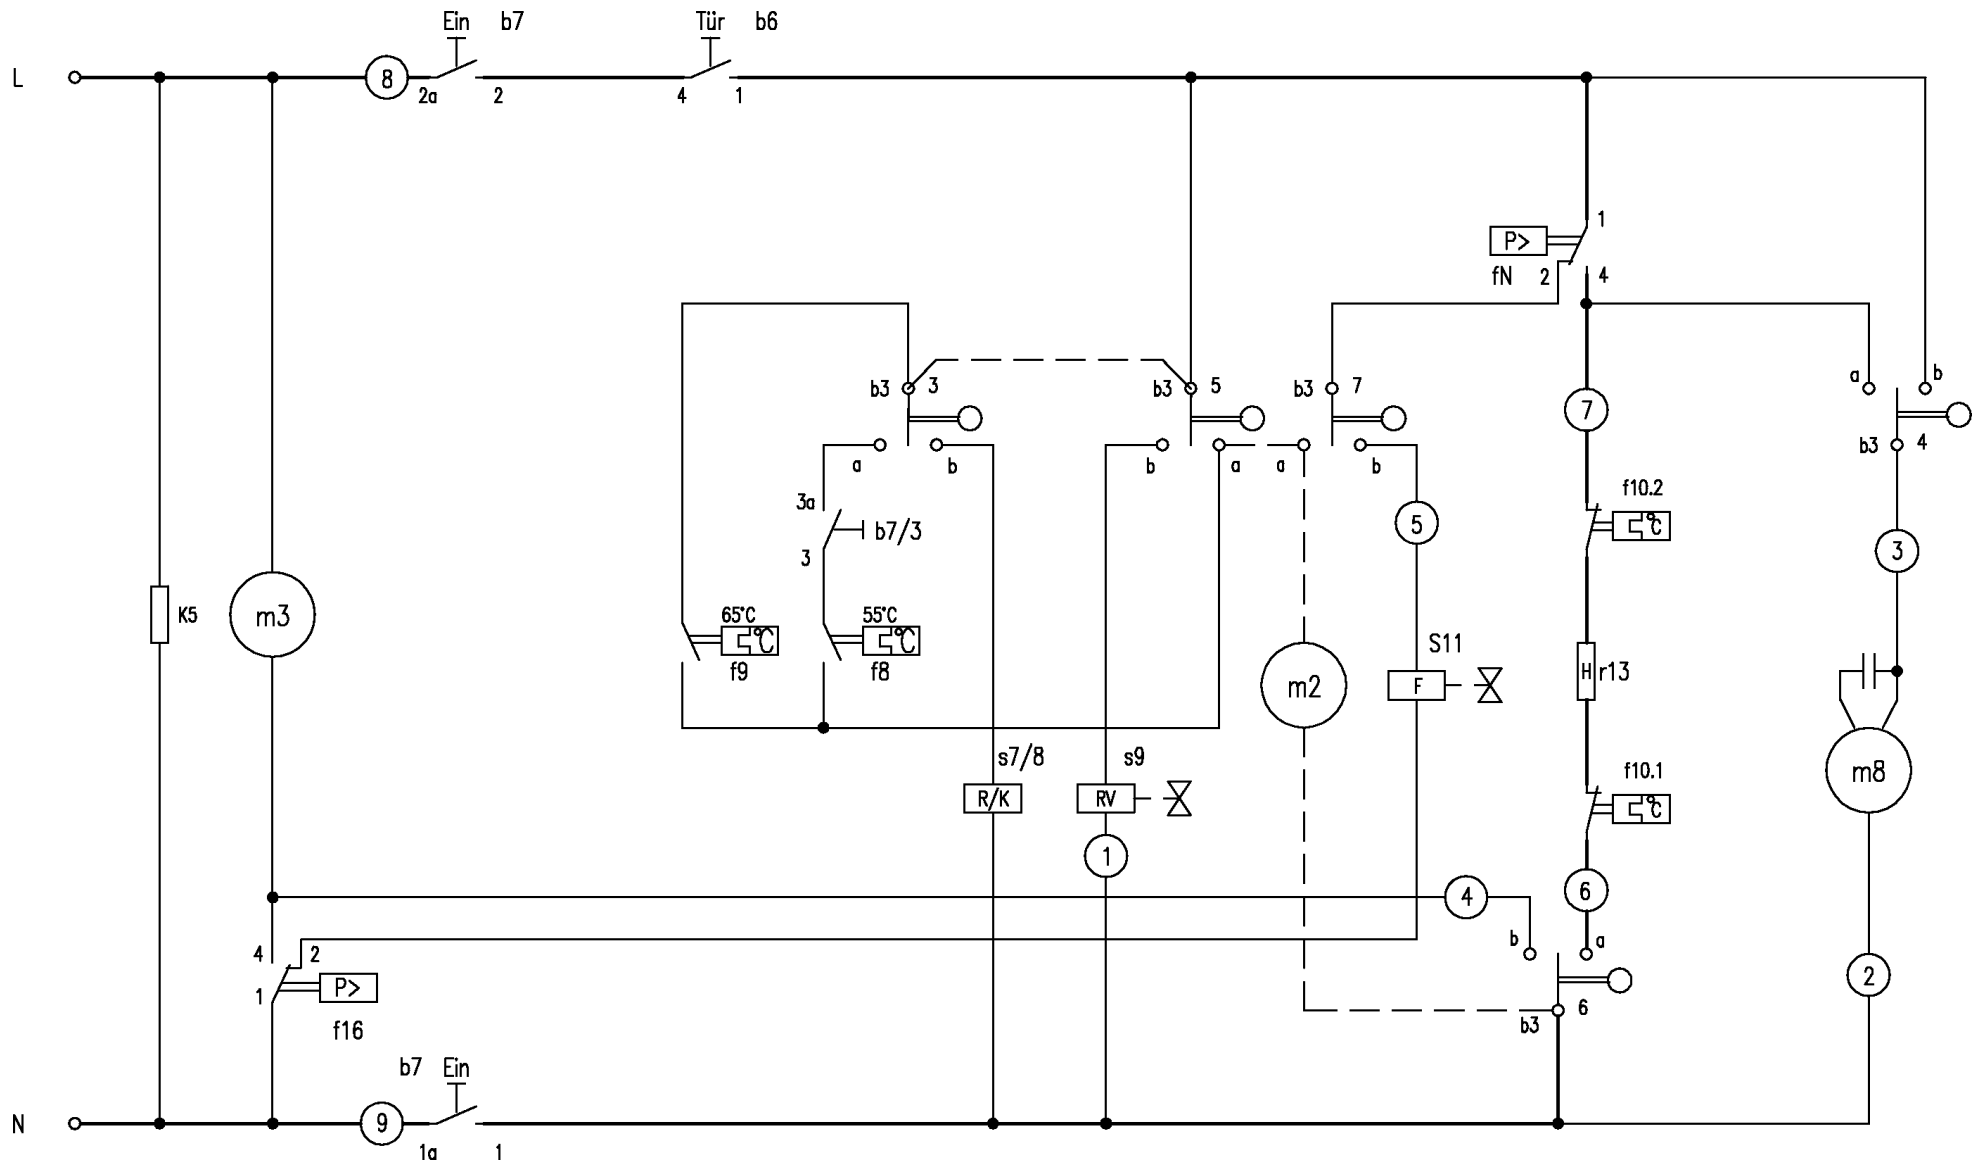 Ein b7 Tür b6
L 8 2a 2 4 1
1
P>
fN 2 4
b3 3 b3 5 b3 7 a b
7
a b b a a b b3 4
3a f10.2
b7/3 5 °C
3 3
65°C 55°C
K5 m3 °C °C S11
f9 f8 m2 F H r13
s7/8 s9 f10.1 m8
R/K RV °C
1
4 6
4 2 b a
1 P> 2
f16 b3 6
b7 Ein
N 9 1a 1